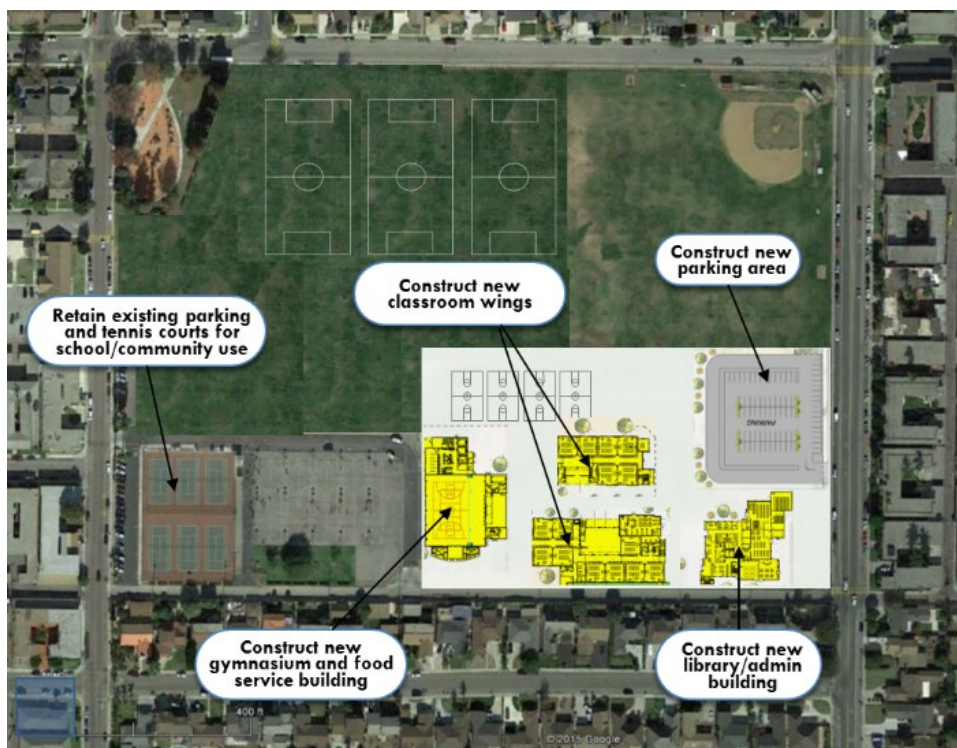 Construct new
parking area
Construct new
classroom wings
Retain existing parking
and tennis courts for
school/community use
PARKING
Construct new
gymnasium and food
service building
Construct new
library/admin
building
400 ft
© 2015 Google